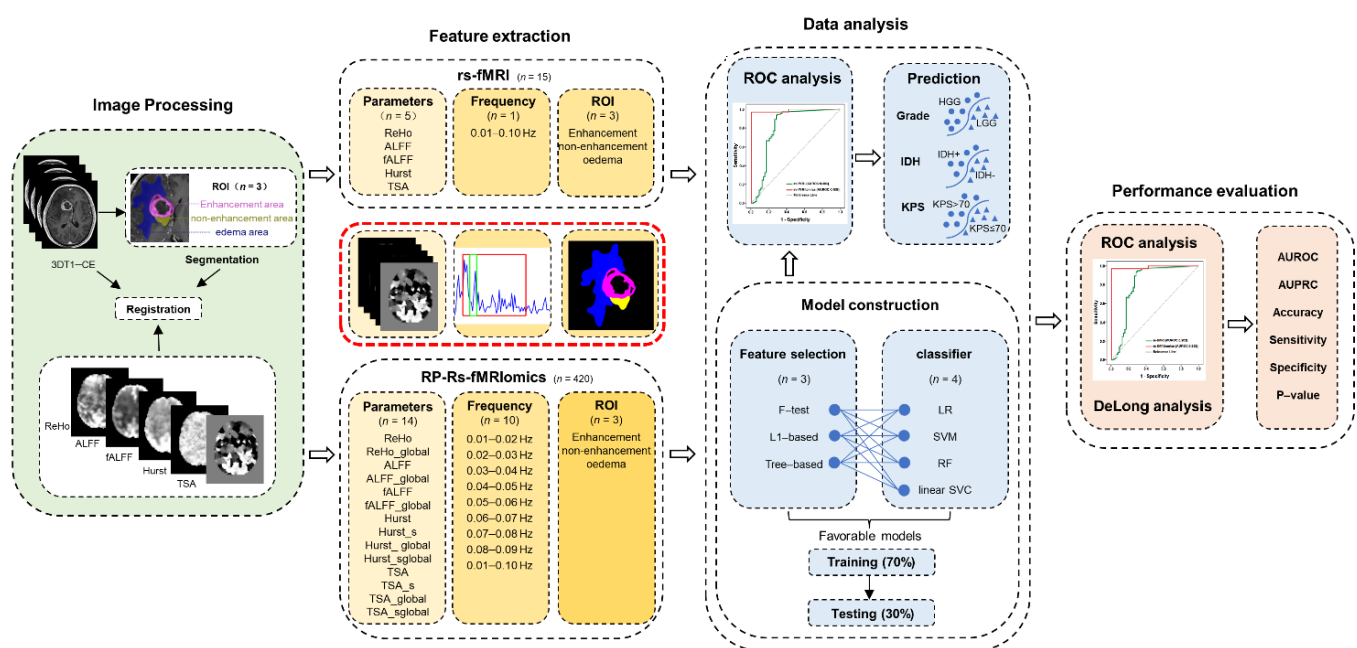 Image Processing
ROI（n = 3）
Enhancement area
non-enhancement area
edema area
3DT1–CE
Segmentation
Registration
ReHo
ALFF
fALFF
Hurst
TSA
Feature extraction
rs-fMRI (n = 15)
Parameters
（n = 5）
ReHo
ALFF
fALFF
Hurst
TSA
Frequency
(n = 1)
0.01–0.10 Hz
ROI
(n = 3)
Enhancement
non-enhancement
oedema
RP-Rs-fMRIomics (n = 420)
Parameters
(n = 14)
ReHo
ReHo_global
ALFF
ALFF_global
fALFF
fALFF_global
Hurst
Hurst_s
Hurst_ global
Hurst_sglobal
TSA
TSA_s
TSA_global
TSA_sglobal
Frequency
(n = 10)
0.01–0.02 Hz
0.02–0.03 Hz
0.03–0.04 Hz
0.04–0.05 Hz
0.05–0.06 Hz
0.06–0.07 Hz
0.07–0.08 Hz
0.08–0.09 Hz
0.01–0.10 Hz
ROI
(n = 3)
Enhancement
non-enhancement
oedema
Data analysis
ROC analysis
Sensitivity
1 - Specificity
Prediction
Grade
HGG
LGG
IDH
IDH+
IDH-
KPS
KPS>70
KPS≤70
Model construction
Feature selection
(n = 3)
F–test
L1–based
Tree–based
classifier
(n = 4)
LR
SVM
RF
linear SVC
Favorable models
Training (70%)
Testing (30%)
Performance evaluation
ROC analysis
Sensitivity
1 - Specificity
DeLong analysis
AUROC
AUPRC
Accuracy
Sensitivity
Specificity
P–value